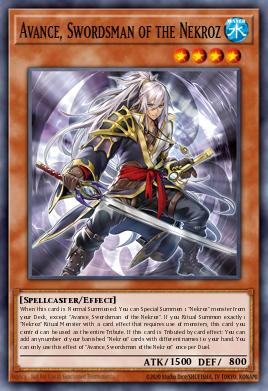 AVANCE, SWORDSMAN OF THE NEKROZ
WATER
水
[SPELLCASTER/EFFECT]
When this card is Normal Summoned: You can Special Summon 1 "Nekroz" monster from
your Deck, except "Avance, Swordsman of the Nekroz". If you Ritual Summon exactly 1
"Nekroz" Ritual Monster with a card effect that requires use of monsters, this card you
control can be used as the entire Tribute. If this card is Tributed by card effect: You can
add any number of your banished "Nekroz" cards with different names to your hand. You
can only use this effect of "Avance, Swordsman of the Nekroz" once per Duel.
ATK/1500 DEF/ 800